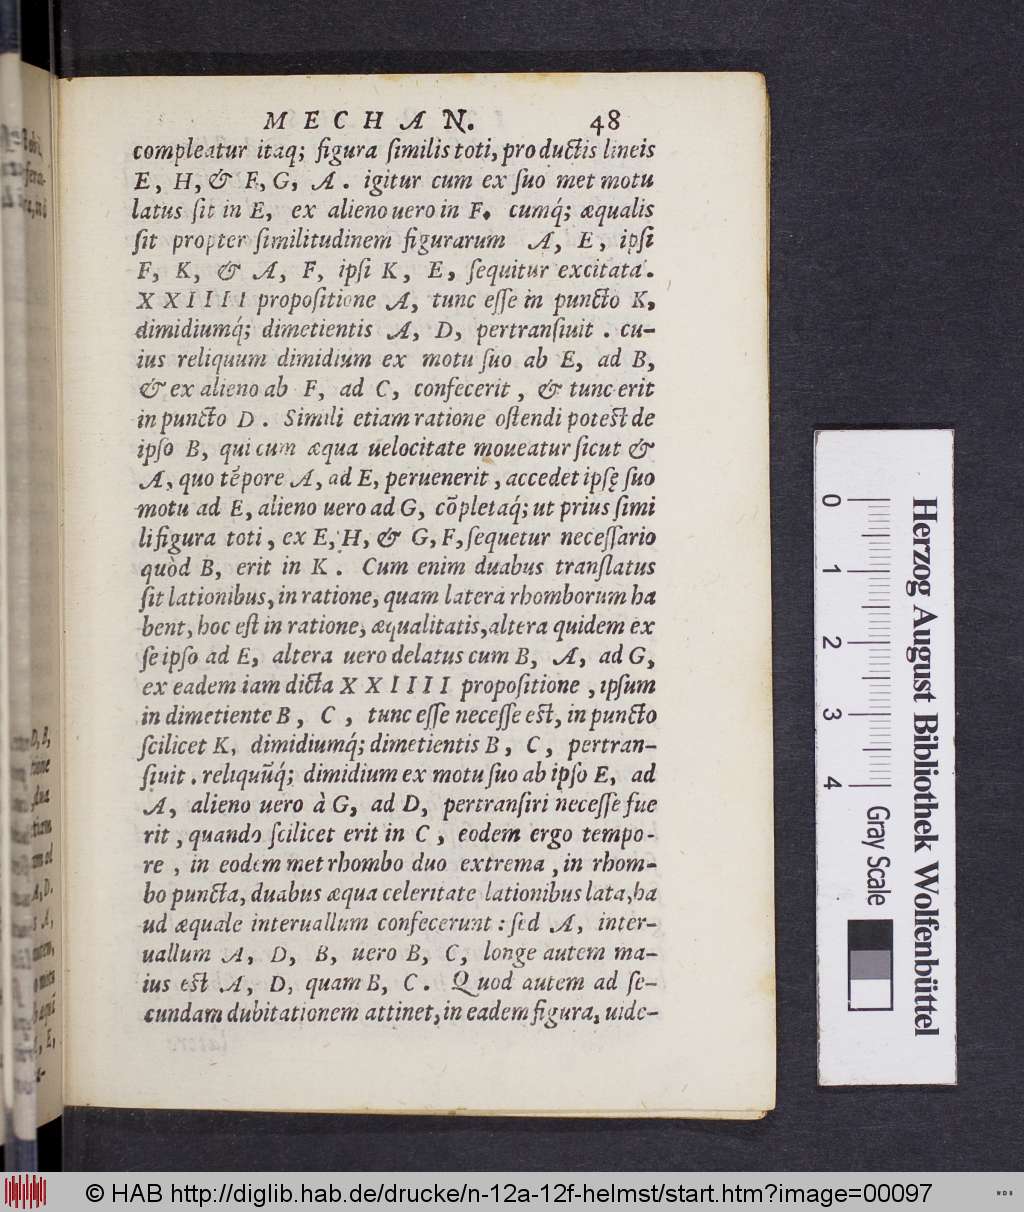 MECHAN. 48
compleatur itaq; figura ſimilis toti, productis lineis
E, H, & F, G, A. igitur cum ex ſuo met motu
latus ſit in E, ex alieno uero in F. cumq́; æqualis
ſit propter ſimilitudinem figurarum A, E, ipſi
F, K, & A, F, ipſi K, E, ſequitur excitata.
XXIIII propoſitione A, tunc eſſe in puncto K,
dimidiumq́; dimetientis A, D, pertranſiuit. cu-
ius reliquum dimidium ex motu ſuo ab E, ad B,
& ex alieno ab F, ad C, confecerit, & tunc erit
in puncto D. Simili etiam ratione oſtendi poteſt de
ipſo B, qui cum æqua uelocitate moueatur ſicut &
A, quo tẽpore A, ad E, peruenerit, accedet ipſę ſuo
motu ad E, alieno uero ad G, cõpletaq́; ut prius ſimi
li figura toti, ex E, H, & G, F, ſequetur neceſſario
quòd B, erit in K. Cum enim duabus tranſlatus
ſit lationibus, in ratione, quam latera rhomborum ha
bent, hoc eſt in ratione, æqualitatis, altera quidem ex
ſe ipſo ad E, altera uero delatus cum B, A, ad G,
ex eadem iam dicta XXIIII propoſitione, ipſum
in dimetiente B, C, tunc eſſe neceſſe eſt, in puncto
ſcilicet K, dimidiumq́; dimetientis B, C, pertran-
ſiuit. reliquũq́; dimidium ex motu ſuo ab ipſo E, ad
A, alieno uero à G, ad D, pertranſiri neceſſe fue
rit, quando ſcilicet erit in C, eodem ergo tempo-
re, in eodem met rhombo duo extrema, in rhom-
bo puncta, duabus æqua celeritate lationibus lata, ha
ud æquale interuallum confecerunt: ſed A, inter-
uallum A, D, B, uero B, C, longe autem ma-
ius eſt A, D, quam B, C. Quod autem ad ſe-
cundam dubitationem attinet, in eadem figura, uide-
Herzog August Bibliothek Wolfenbüttel
0 1 2 3 4 Gray Scale
© HAB http://diglib.hab.de/drucke/n-12a-12f-helmst/start.htm?image=00097